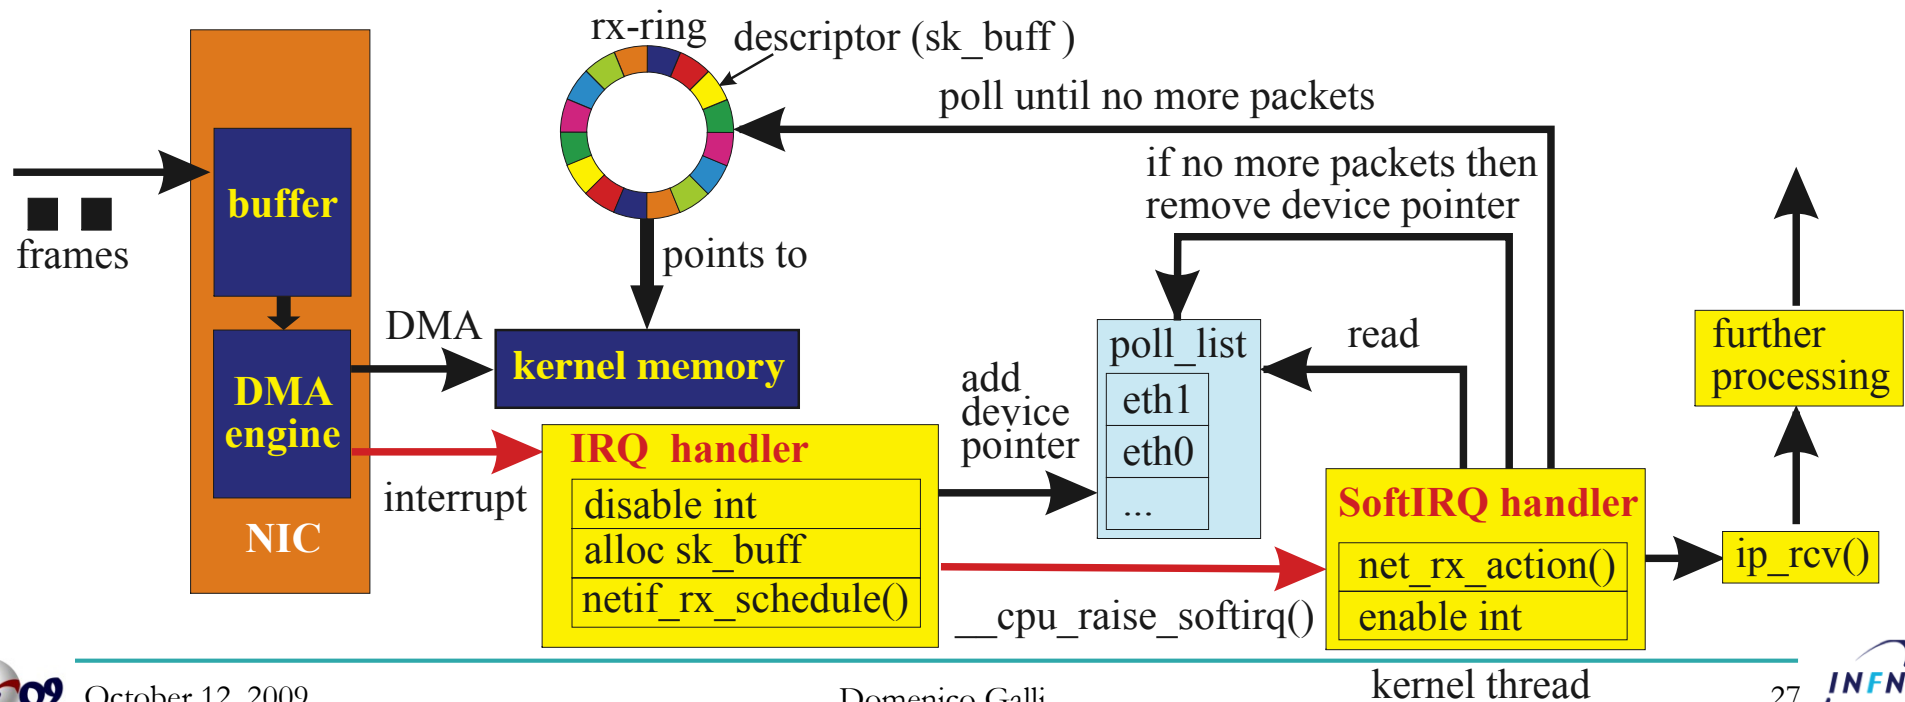 rx-ring
descriptor (sk_buff )
poll until no more packets
if no more packets then
remove device pointer
buffer
frames
points to
DMA
kernel memory
DMA
engine
NIC
interrupt
IRQ handler
disable int
alloc sk_buff
netif_rx_schedule()
add
device
pointer
poll_list
eth1
eth0
...
read
__cpu_raise_softirq()
SoftIRQ handler
net_rx_action()
enable int
kernel thread
ip_rcv()
further
processing
09
October 12, 2009
Domenico Galli
27
INFN